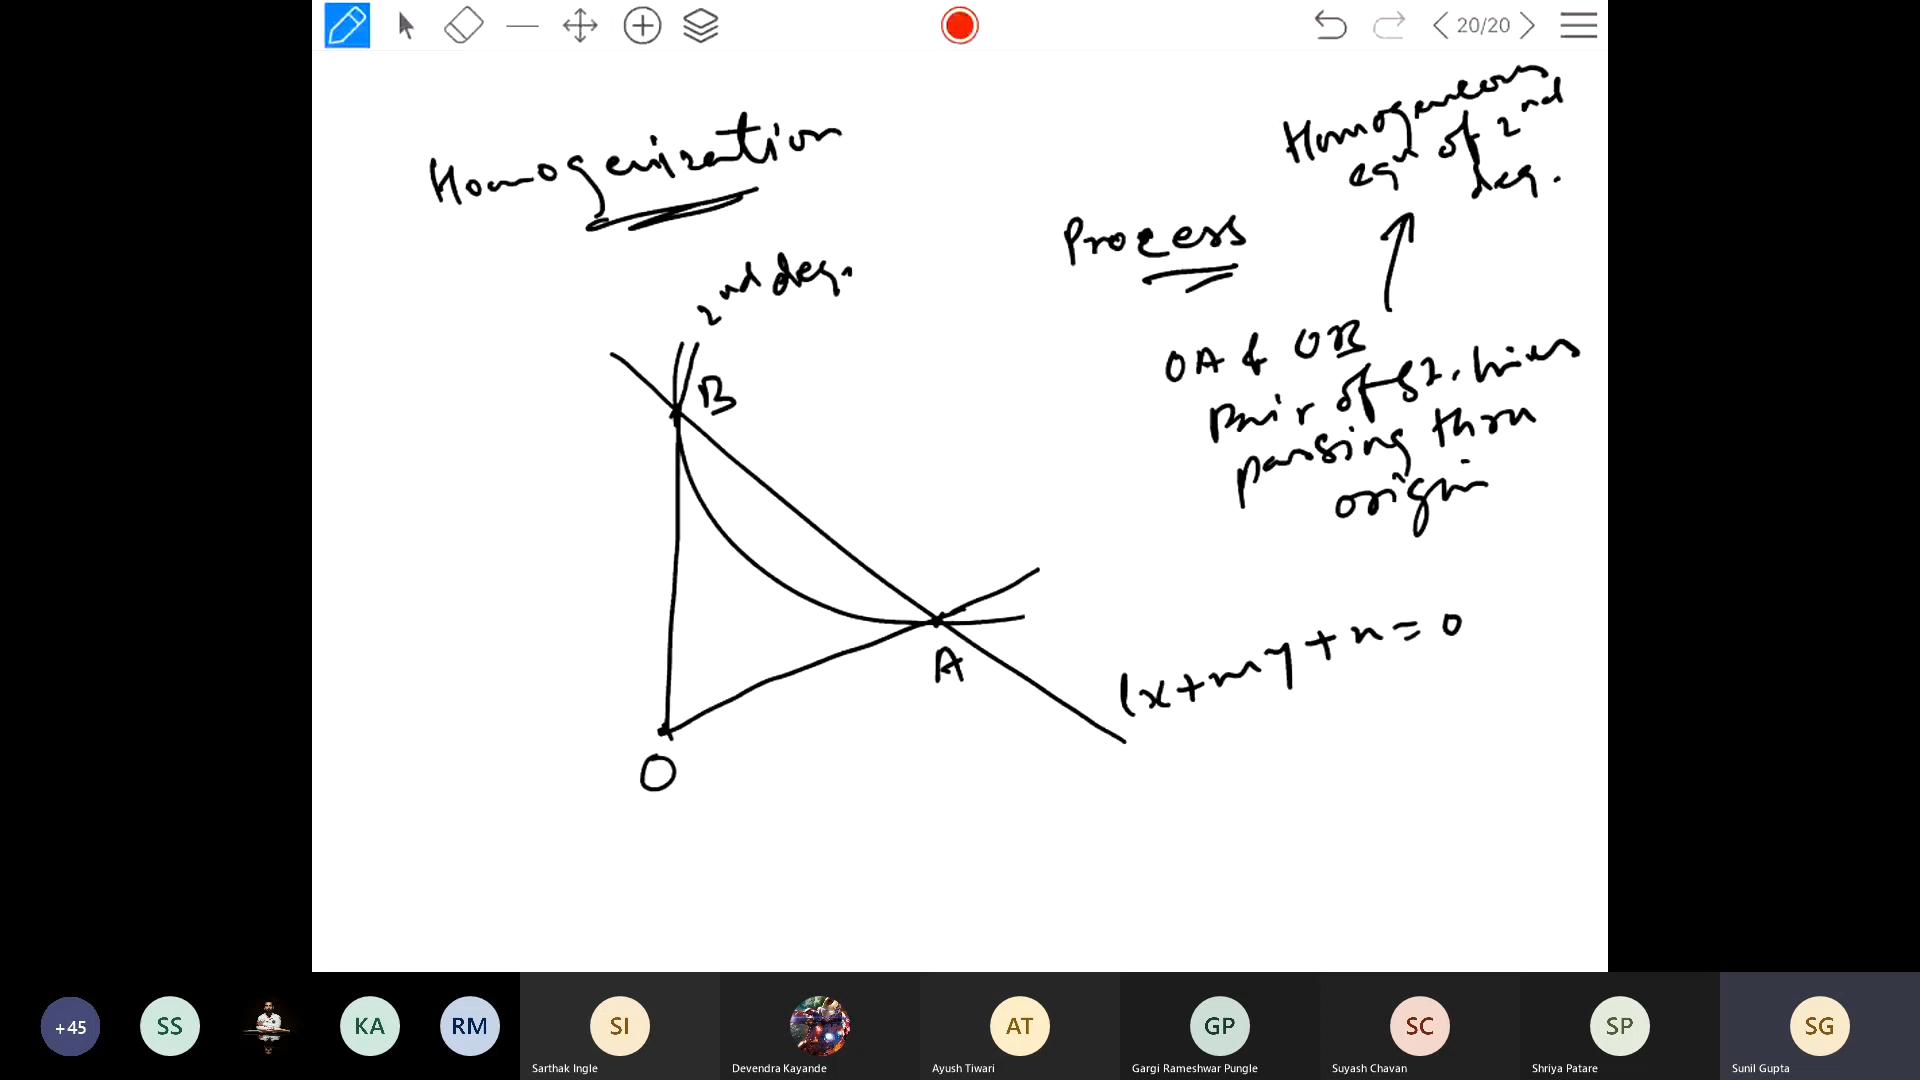 20/20
Homogenization
Homogeneous
eqn of 2nd
deg.
Process
2nd deg.
OA & OB
Pair of st. lines
passing thru
origin
B
A
lx+my+n=0
O
+45
SS
KA
RM
SI
AT
GP
SC
SP
SG
Sarthak Ingle
Devendra Kayande
Ayush Tiwari
Gargi Rameshwar Pungle
Suyash Chavan
Shriya Patare
Sunil Gupta